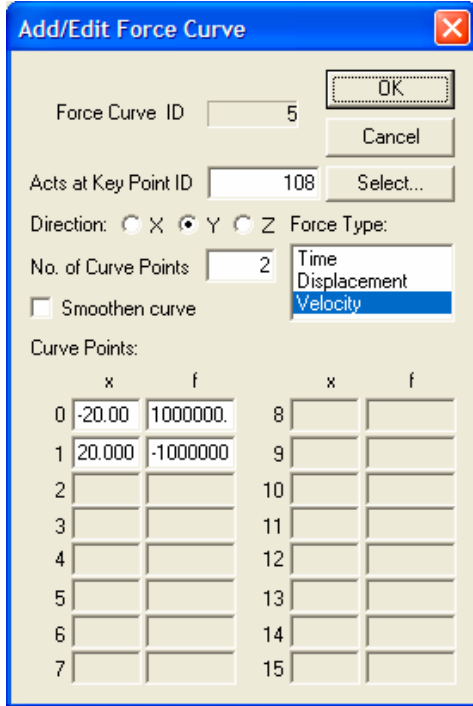 Add/Edit Force Curve
OK
Force Curve ID 5
Cancel
Acts at Key Point ID 108 Select...
Direction: X Y Z Force Type:
No. of Curve Points 2 Time
Displacement
Smoothen curve Velocity
Curve Points:
x f x f
0 -20.00 1000000. 8
1 20.000 -1000000 9
2 10
3 11
4 12
5 13
6 14
7 15